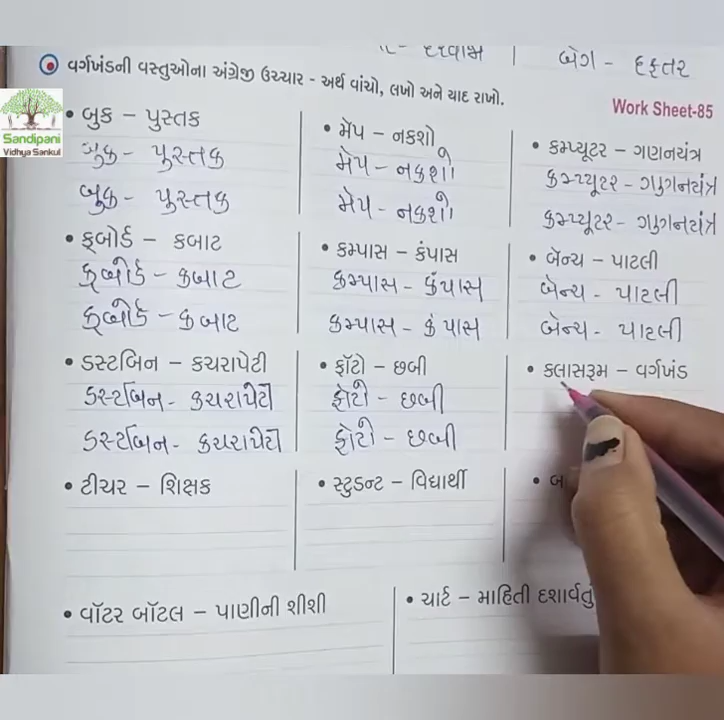 બેગ - દફતર
વર્ગખંડની વસ્તુઓના અંગ્રેજી ઉચ્ચાર - અર્થ વાંચો, લખો અને યાદ રાખો.
Work Sheet-85
Sandipani
Vidhya Sankul
• બુક – પુસ્તક
બુક - પુસ્તક
બુક - પુસ્તક
• મૅપ – નકશો
મેપ - નકશો
મેપ - નકશો
• કમ્પ્યૂટર – ગણનયંત્ર
કમ્પ્યૂટર - ગણનયંત્ર
કમ્પ્યૂટર - ગણનયંત્ર
• કબોર્ડ – કબાટ
કબોર્ડ - કબાટ
કબોર્ડ - કબાટ
• કમ્પાસ – કંપાસ
કમ્પાસ - કંપાસ
કમ્પાસ - કંપાસ
• બૅન્ચ – પાટલી
બેન્ચ - પાટલી
બેન્ચ - પાટલી
• ડસ્ટબિન – કચરાપેટી
ડસ્ટબિન - કચરાપેટી
ડસ્ટબિન - કચરાપેટી
• ફૉટો – છબી
ફોટો - છબી
ફોટો - છબી
• ક્લાસરૂમ – વર્ગખંડ
• ટીચર – શિક્ષક
• સ્ટુડન્ટ – વિદ્યાર્થી
• વૉટર બૉટલ – પાણીની શીશી
• ચાર્ટ – માહિતી દર્શાવતું